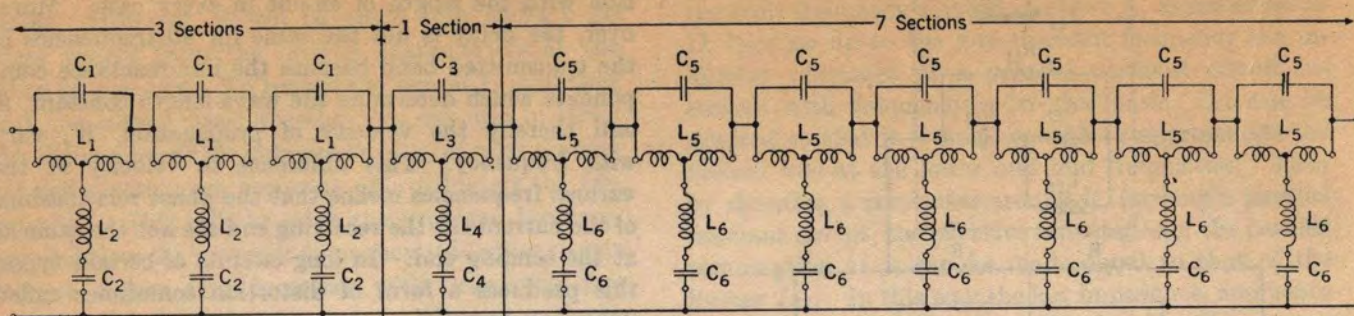 3 Sections 1 Section 7 Sections
C₁ C₁ C₁ C₃ C₅ C₅ C₅ C₅ C₅ C₅ C₅
L₁ L₁ L₁ L₃ L₅ L₅ L₅ L₅ L₅ L₅ L₅
L₂ L₂ L₂ L₄ L₆ L₆ L₆ L₆ L₆ L₆ L₆
C₂ C₂ C₂ C₄ C₆ C₆ C₆ C₆ C₆ C₆ C₆